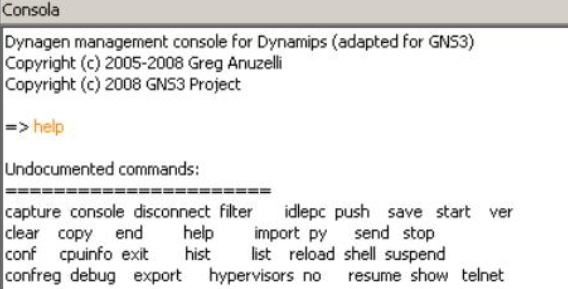 Consola
Dynagen management console for Dynamips (adapted for GNS3)
Copyright (c) 2005-2008 Greg Anuzelli
Copyright (c) 2008 GNS3 Project
=> help
Undocumented commands:
======================
capture console disconnect filter idlepc push save start ver
clear copy end help import py send stop
conf cpuinfo exit hist list reload shell suspend
confreg debug export hypervisors no resume show telnet